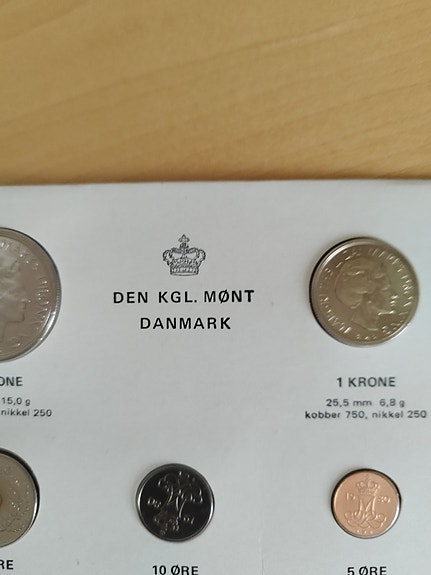 DEN KGL. MØNT
DANMARK
ONE
15,0 g
nikkel 250
1 KRONE
25,5 mm 6,8 g
kobber 750, nikkel 250
RE
10 ØRE
5 ØRE